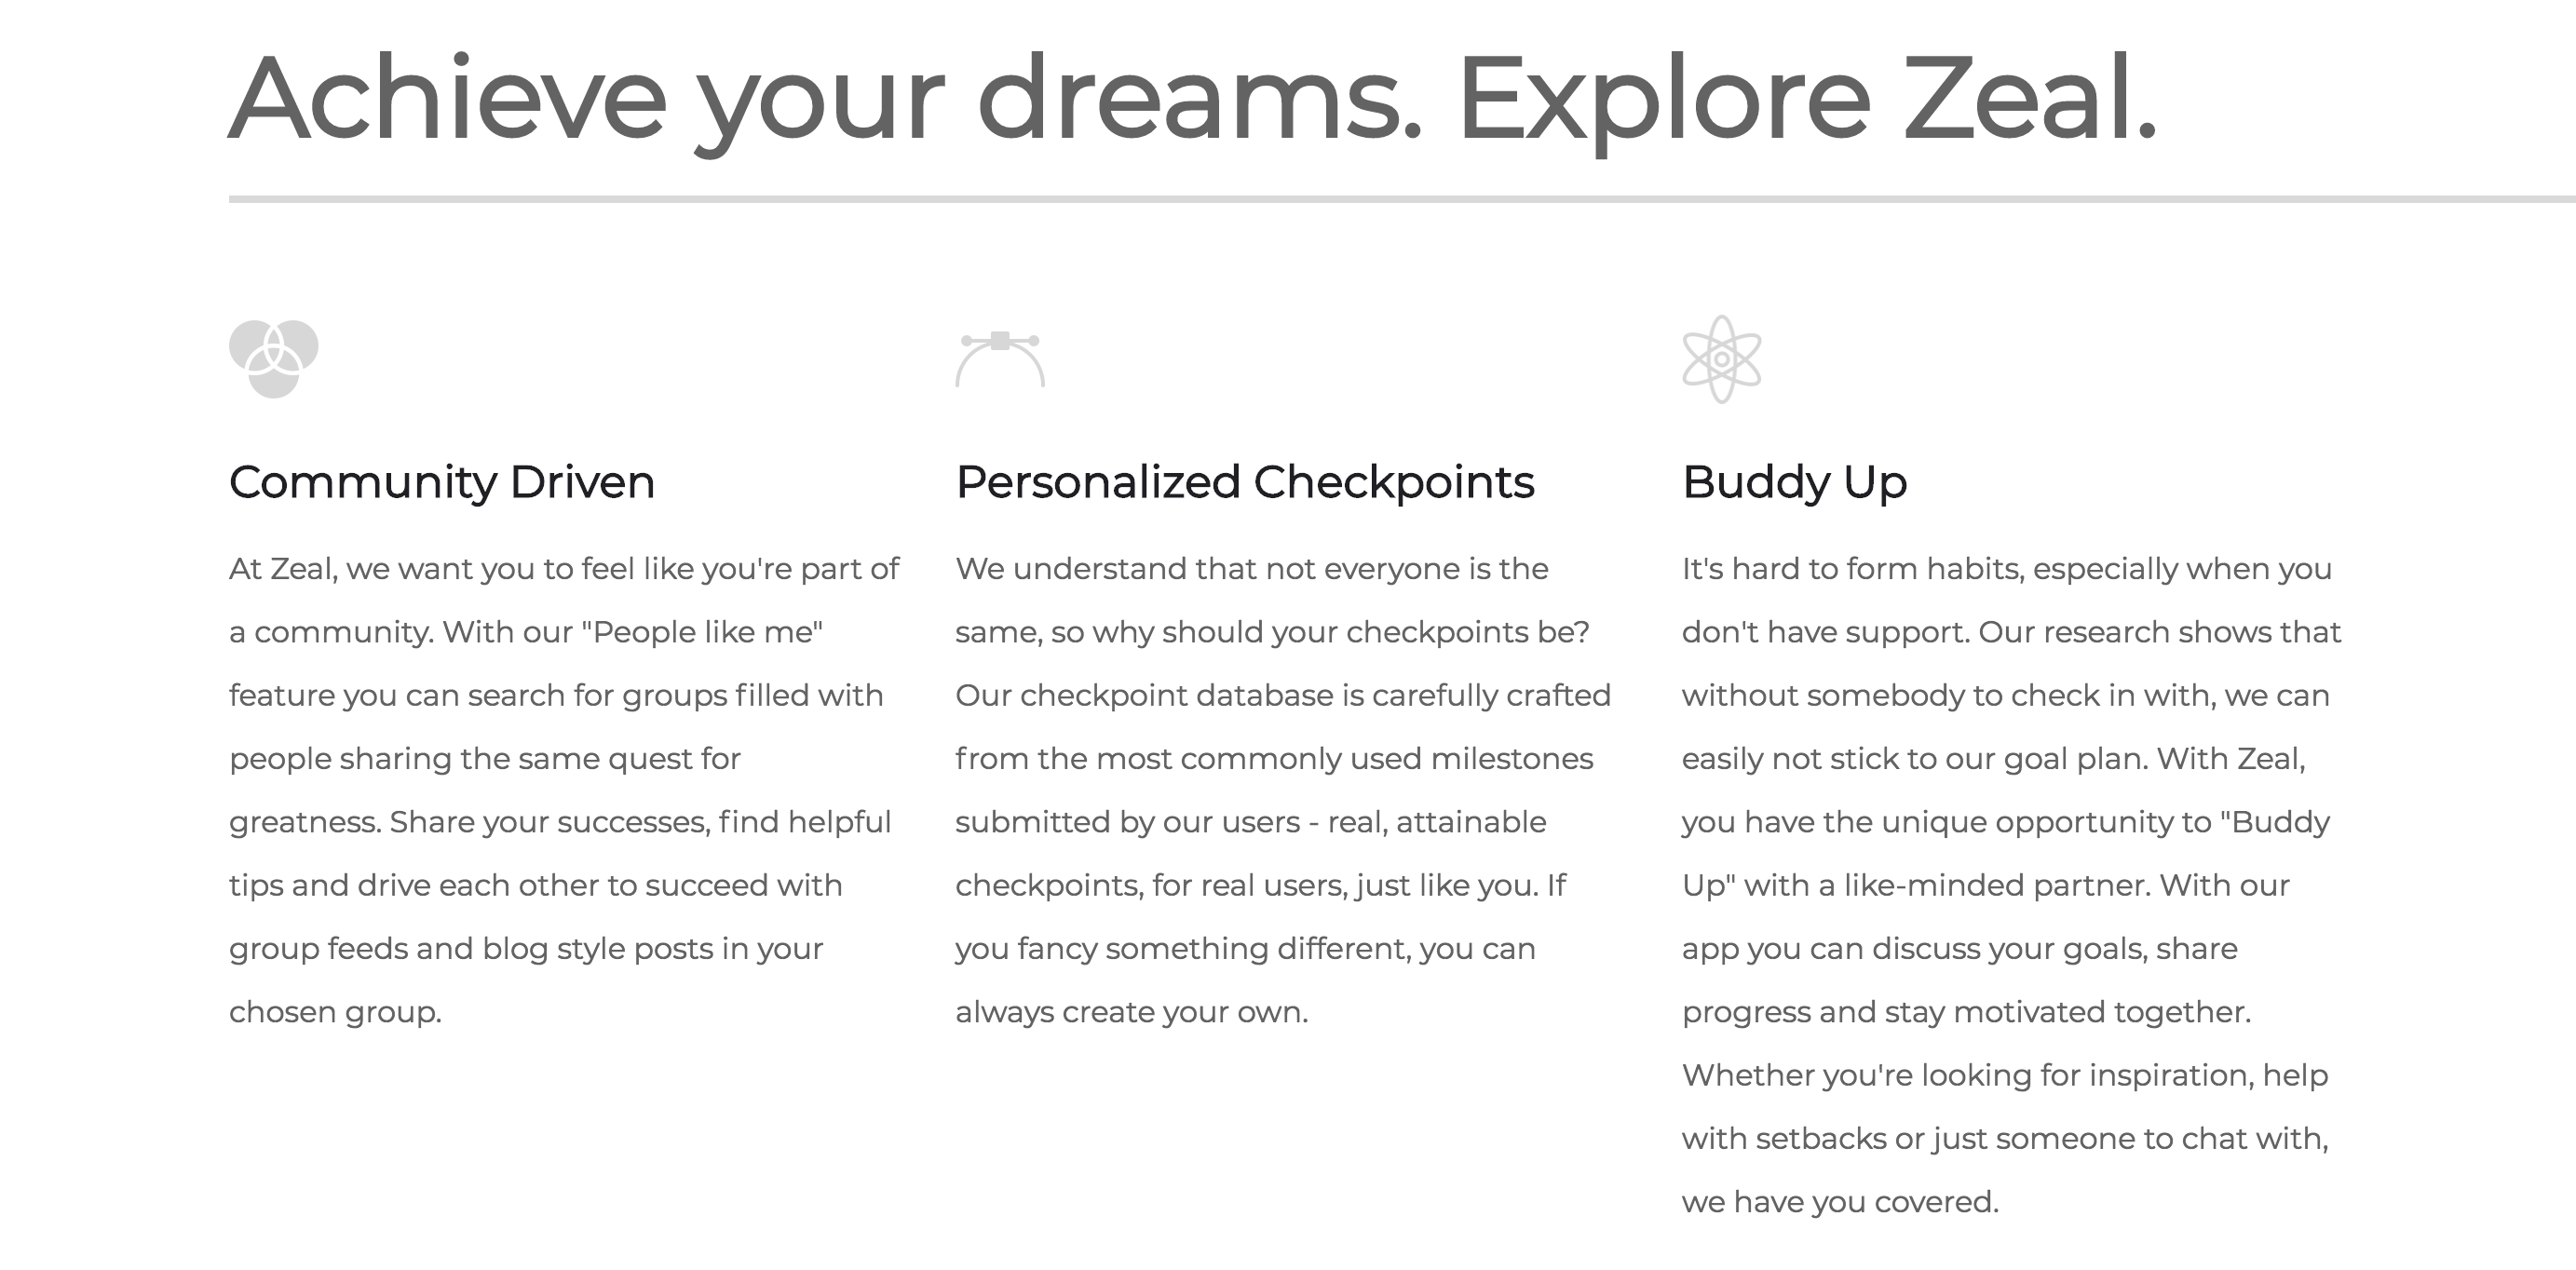 Achieve your dreams. Explore Zeal.
Community Driven
At Zeal, we want you to feel like you're part of
a community. With our "People like me"
feature you can search for groups filled with
people sharing the same quest for
greatness. Share your successes, find helpful
tips and drive each other to succeed with
group feeds and blog style posts in your
chosen group.
Personalized Checkpoints
We understand that not everyone is the
same, so why should your checkpoints be?
Our checkpoint database is carefully crafted
from the most commonly used milestones
submitted by our users - real, attainable
checkpoints, for real users, just like you. If
you fancy something different, you can
always create your own.
Buddy Up
It's hard to form habits, especially when you
don't have support. Our research shows that
without somebody to check in with, we can
easily not stick to our goal plan. With Zeal,
you have the unique opportunity to "Buddy
Up" with a like-minded partner. With our
app you can discuss your goals, share
progress and stay motivated together.
Whether you're looking for inspiration, help
with setbacks or just someone to chat with,
we have you covered.